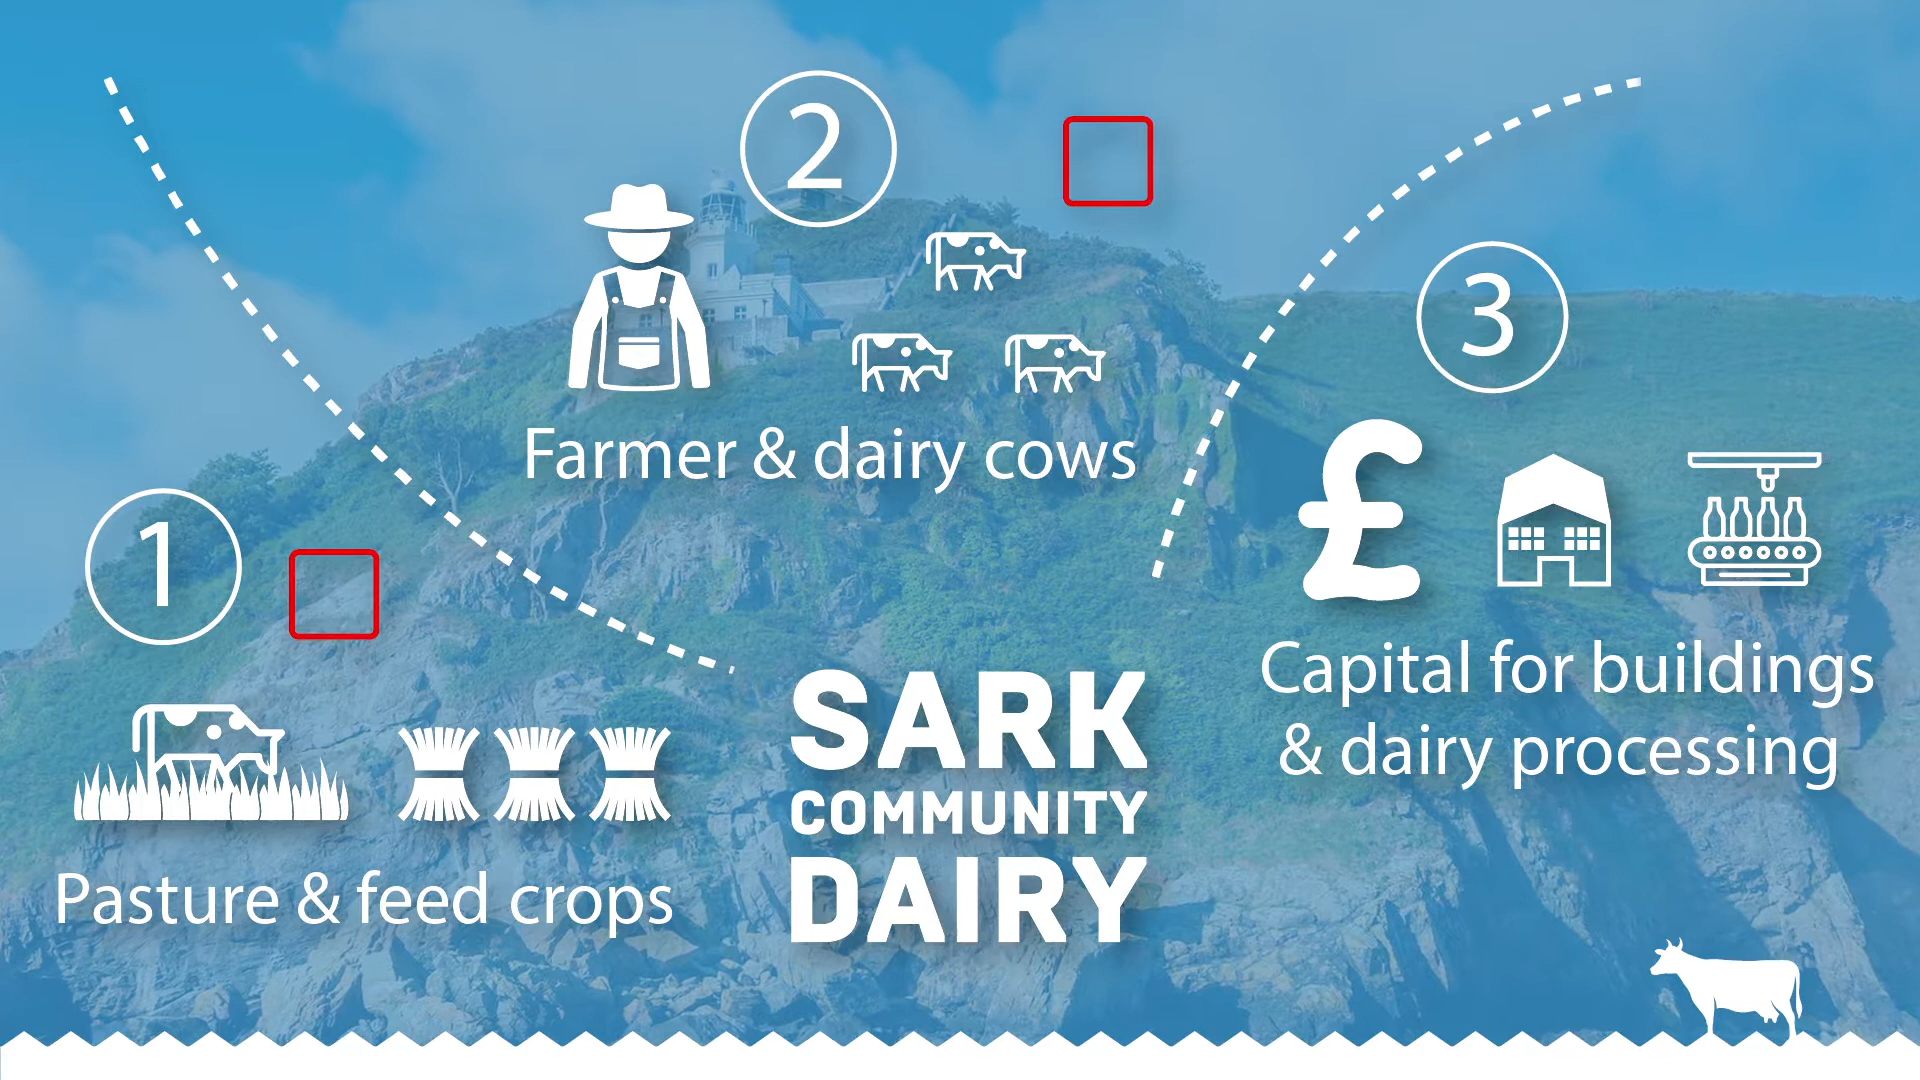 1
Pasture & feed crops
2
Farmer & dairy cows
3
£
Capital for buildings
& dairy processing
SARK
COMMUNITY
DAIRY